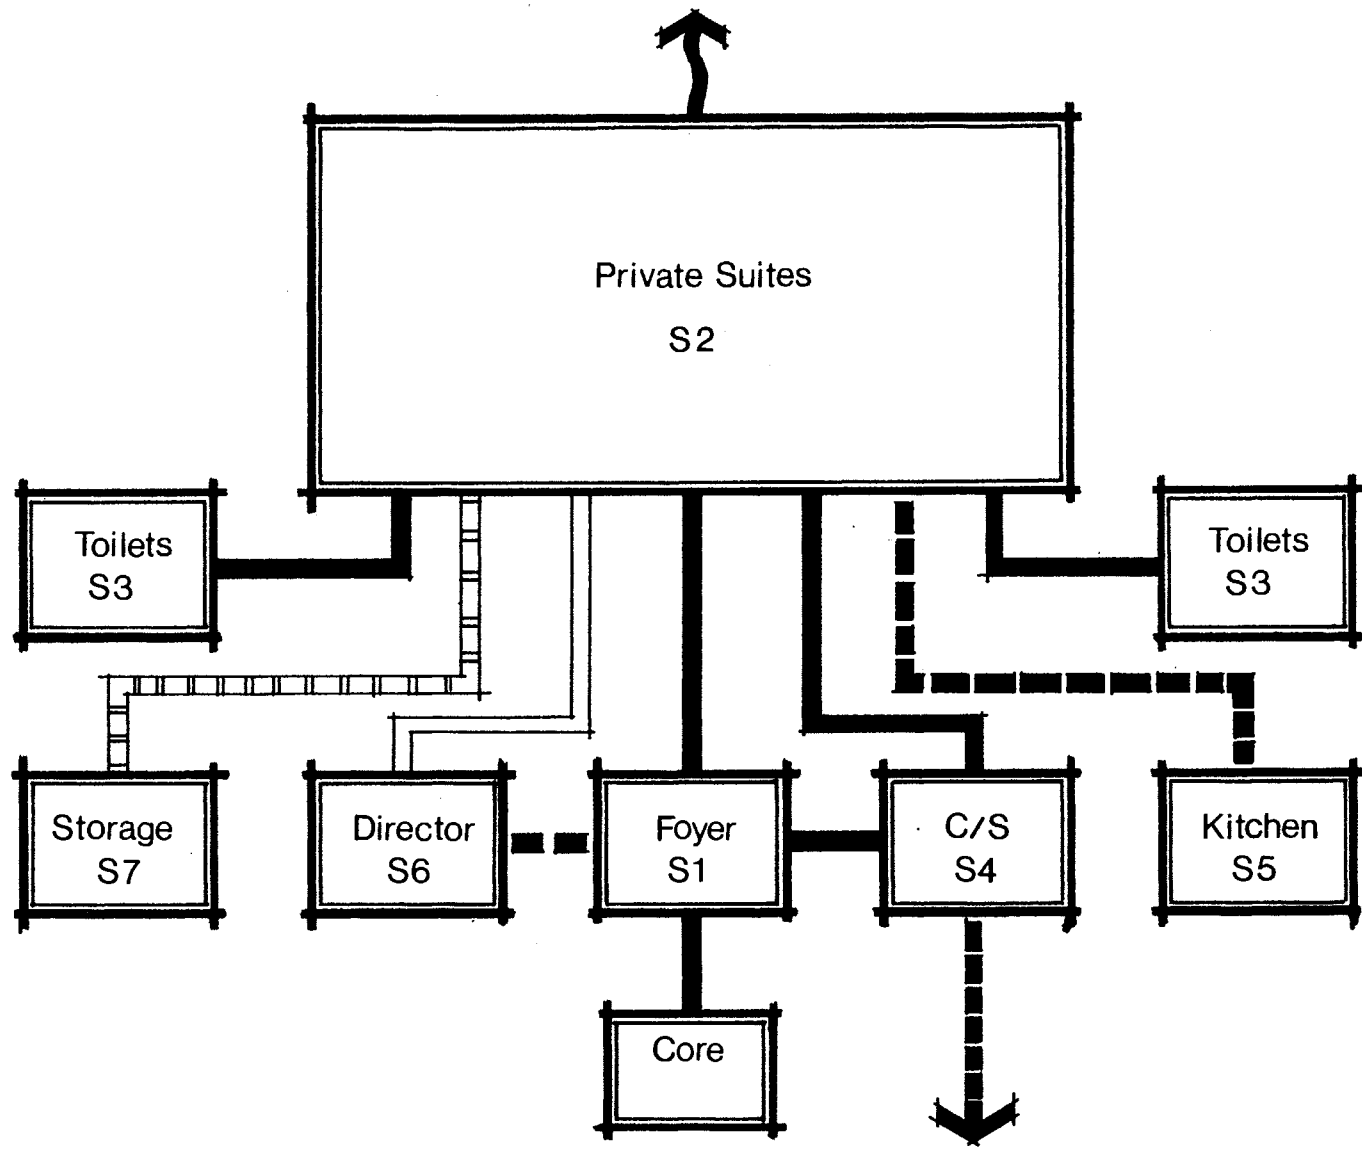 Private Suites
S2
Toilets
S3
Toilets
S3
Storage
S7
Director
S6
Foyer
S1
C/S
S4
Kitchen
S5
Core